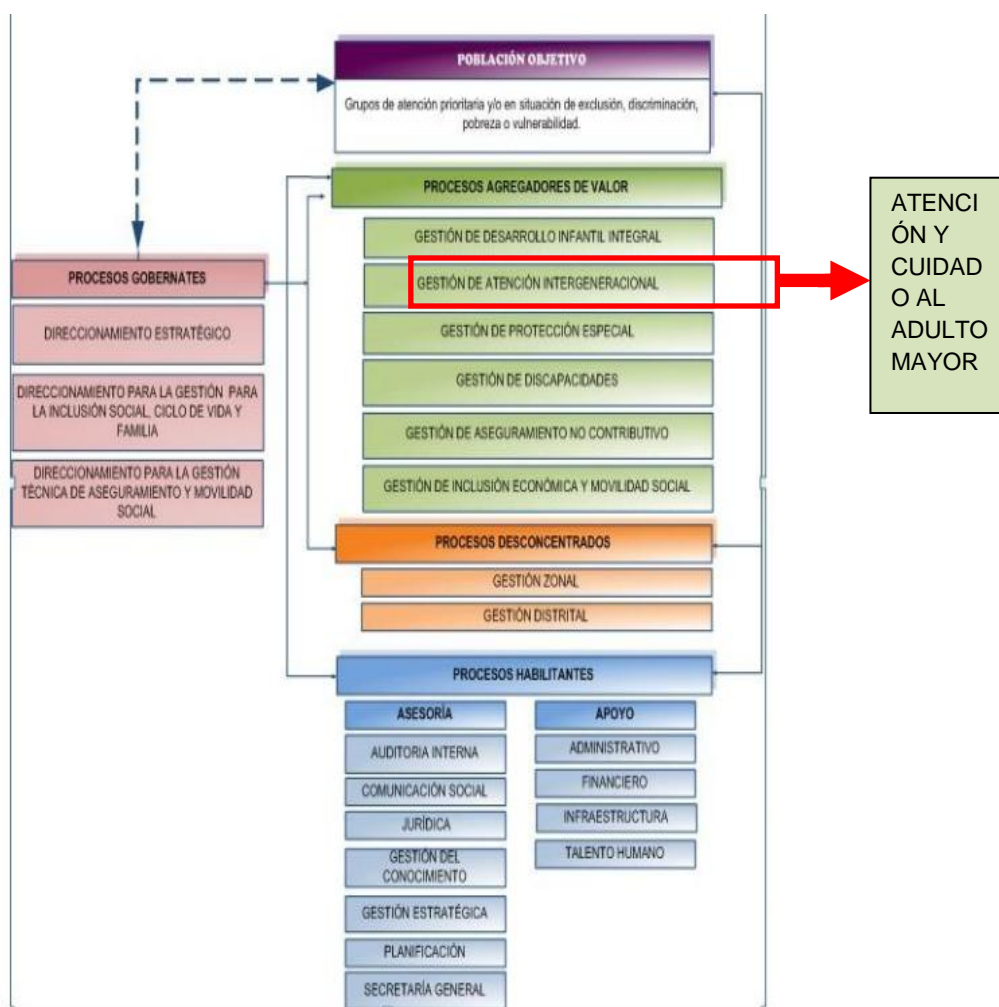 POBLACIÓN OBJETIVO
Grupos de atención prioritaria y/o en situación de exclusión, discriminación,
pobreza o vulnerabilidad.
PROCESOS AGREGADORES DE VALOR
GESTIÓN DE DESARROLLO INFANTIL INTEGRAL
GESTIÓN DE ATENCIÓN INTERGENERACIONAL
GESTIÓN DE PROTECCIÓN ESPECIAL
GESTIÓN DE DISCAPACIDADES
GESTIÓN DE ASEGURAMIENTO NO CONTRIBUTIVO
GESTIÓN DE INCLUSIÓN ECONÓMICA Y MOVILIDAD SOCIAL
ATENCI
ÓN Y
CUIDAD
O AL
ADULTO
MAYOR
PROCESOS GOBERNATES
DIRECCIONAMIENTO ESTRATÉGICO
DIRECCIONAMIENTO PARA LA GESTIÓN PARA
LA INCLUSIÓN SOCIAL, CICLO DE VIDA Y
FAMILIA
DIRECCIONAMIENTO PARA LA GESTIÓN
TÉCNICA DE ASEGURAMIENTO Y MOVILIDAD
SOCIAL
PROCESOS DESCONCENTRADOS
GESTIÓN ZONAL
GESTIÓN DISTRITAL
PROCESOS HABILITANTES
ASESORÍA
AUDITORIA INTERNA
COMUNICACIÓN SOCIAL
JURÍDICA
GESTIÓN DEL
CONOCIMIENTO
GESTIÓN ESTRATÉGICA
PLANIFICACIÓN
SECRETARÍA GENERAL
APOYO
ADMINISTRATIVO
FINANCIERO
INFRAESTRUCTURA
TALENTO HUMANO